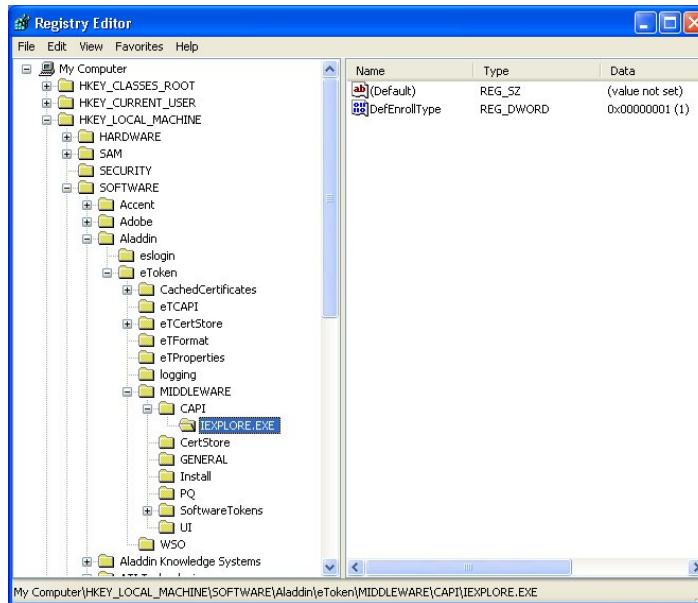 Registry Editor
File Edit View Favorites Help
My Computer
HKEY_CLASSES_ROOT
HKEY_CURRENT_USER
HKEY_LOCAL_MACHINE
HARDWARE
SAM
SECURITY
SOFTWARE
Accent
Adobe
Aladdin
eslogin
eToken
CachedCertificates
eTCAPI
eTCertStore
eTFormat
eTProperties
logging
MIDDLEWARE
CAPI
IEXPLORE.EXE
CertStore
GENERAL
Install
PQ
SoftwareTokens
UI
WSO
Aladdin Knowledge Systems
Name Type Data
(Default) REG_SZ (value not set)
DefEnrollType REG_DWORD 0x00000001 (1)
My Computer\HKEY_LOCAL_MACHINE\SOFTWARE\Aladdin\eToken\MIDDLEWARE\CAPI\IEXPLORE.EXE